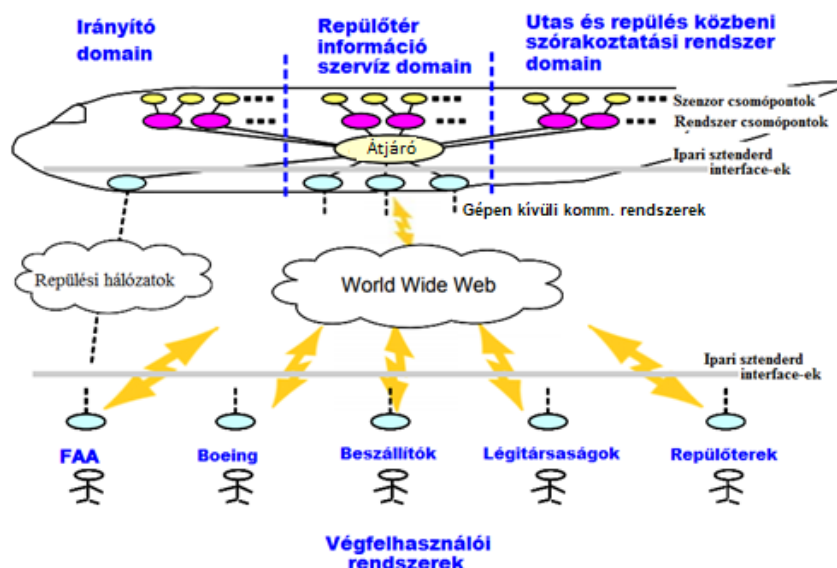 Irányító
domain
Repülőtér
információ
szervíz domain
Utas és repülés közbeni
szórakoztatási rendszer
domain
Szenzor csomópontok
Rendszer csomópontok
Átjáró
Ipari sztenderd
interface-ek
Gépen kívüli komm. rendszerek
Repülési hálózatok
World Wide Web
Ipari sztenderd
interface-ek
FAA
Boeing
Beszállítók
Légitársaságok
Repülőterek
Végfelhasználói
rendszerek